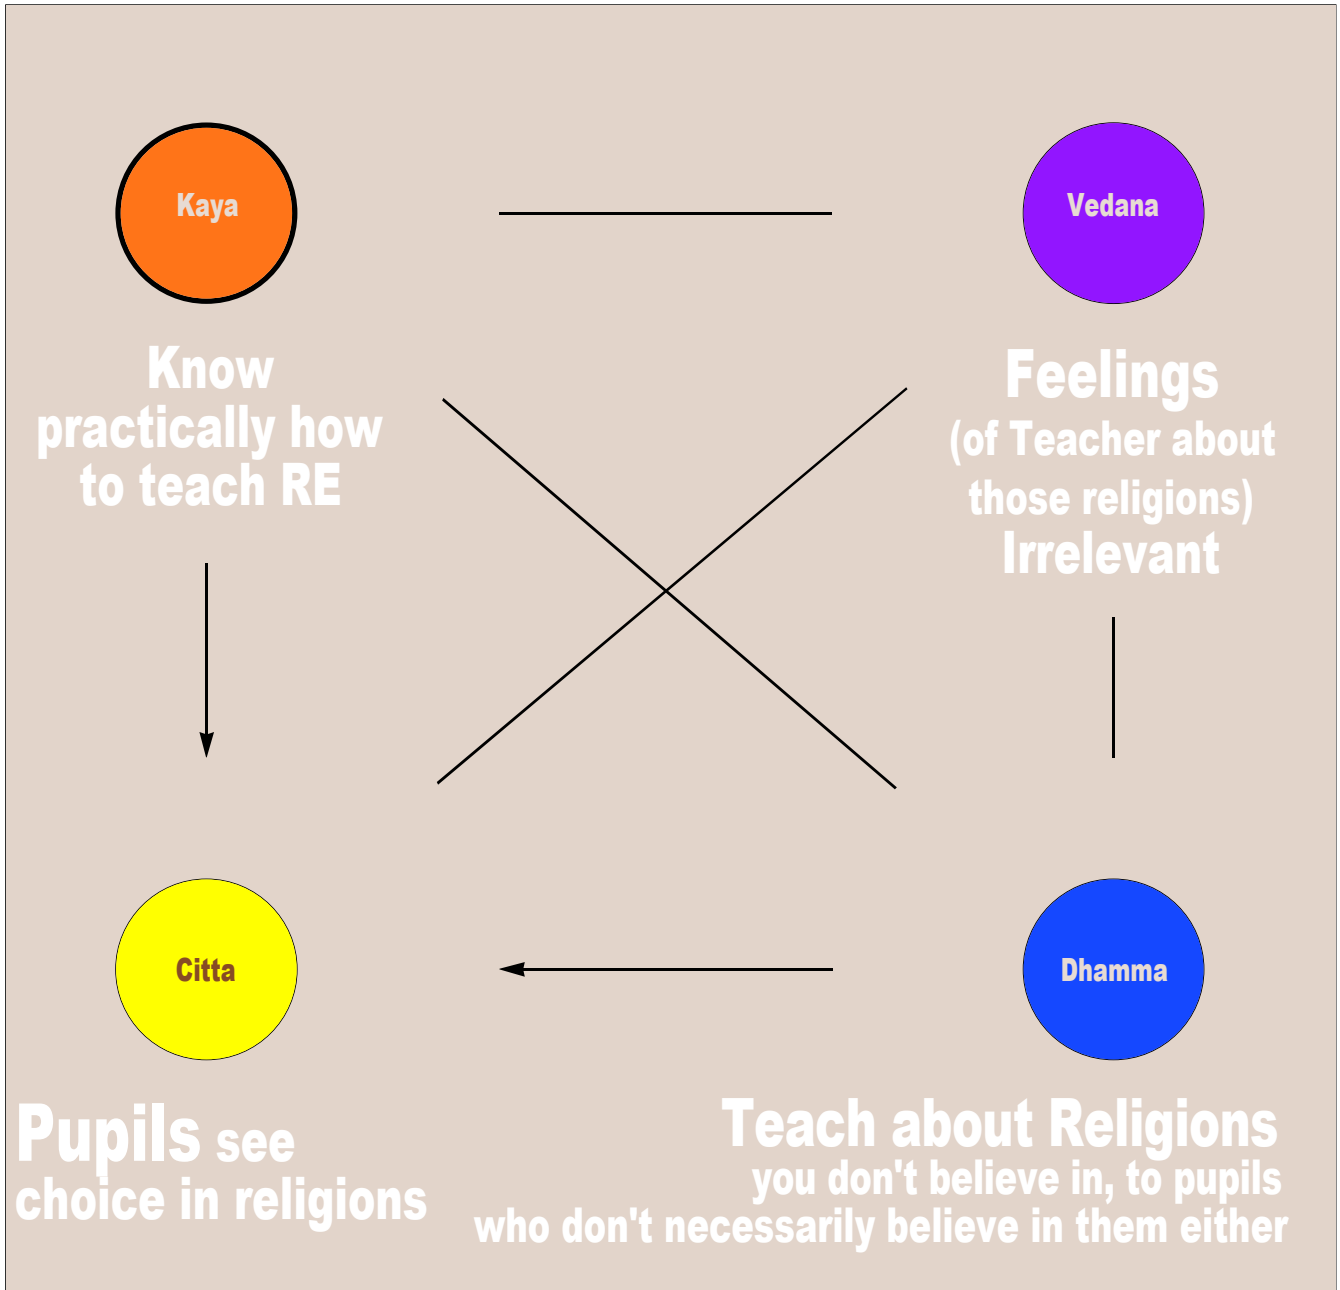 Kaya
Vedana
Know
practically how
to teach RE
Feelings
(of Teacher about
those religions)
Irrelevant
Citta
Dhamma
Pupils see
choice in religions
Teach about Religions
you don't believe in, to pupils
who don't necessarily believe in them either